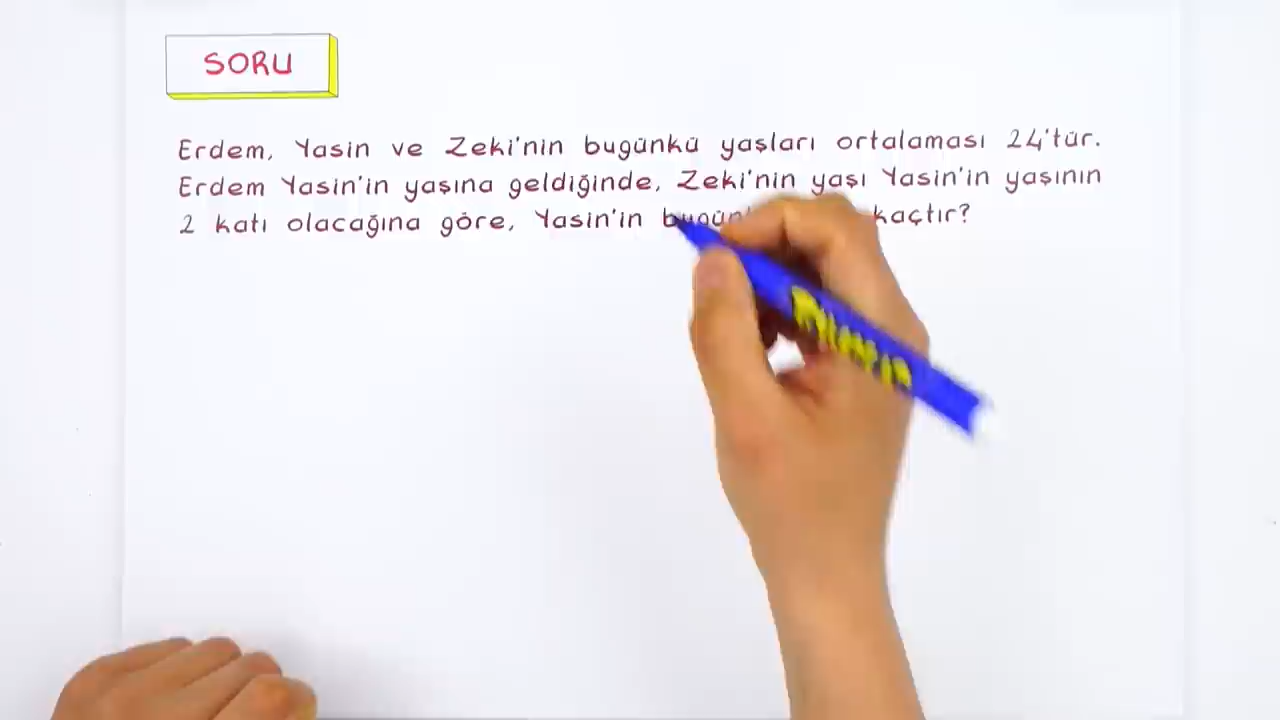 SORU
Erdem, Yasin ve Zeki'nin bugünkü yaşları ortalaması 24'tür.
Erdem Yasin'in yaşına geldiğinde, Zeki'nin yaşı Yasin'in yaşının
2 katı olacağına göre, Yasin'in kaçtır?